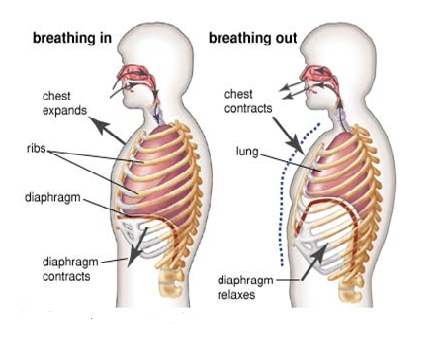 breathing in
chest
expands
ribs
diaphragm
diaphragm
contracts
breathing out
chest
contracts
lung
diaphragm
relaxes